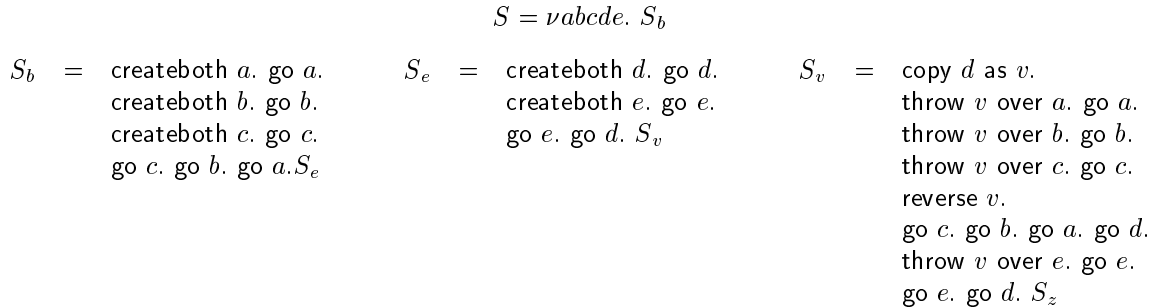 S = νabcde. S_b
S_b = createboth a. go a.
createboth b. go b.
createboth c. go c.
go c. go b. go a.S_e
S_e = createboth d. go d.
createboth e. go e.
go e. go d. S_v
S_v = copy d as v.
throw v over a. go a.
throw v over b. go b.
throw v over c. go c.
reverse v.
go c. go b. go a. go d.
throw v over e. go e.
go e. go d. S_z